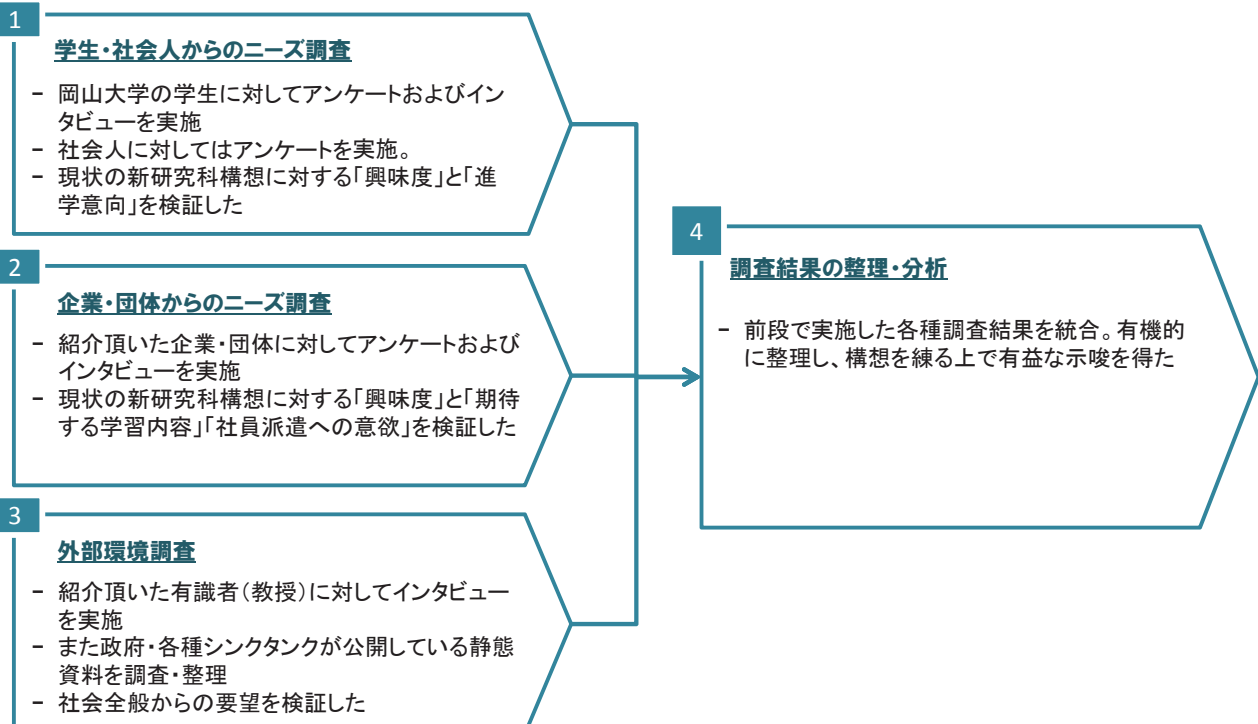 1
学生・社会人からのニーズ調査
− 岡山大学の学生に対してアンケートおよびイン
タビューを実施
− 社会人に対してはアンケートを実施。
− 現状の新研究科構想に対する「興味度」と「進
学意向」を検証した
2
企業・団体からのニーズ調査
− 紹介頂いた企業・団体に対してアンケートおよび
インタビューを実施
− 現状の新研究科構想に対する「興味度」と「期待
する学習内容」「社員派遣への意欲」を検証した
3
外部環境調査
− 紹介頂いた有識者（教授）に対してインタビュー
を実施
− また政府・各種シンクタンクが公開している静態
資料を調査・整理
− 社会全般からの要望を検証した
4
調査結果の整理・分析
− 前段で実施した各種調査結果を統合。有機的
に整理し、構想を練る上で有益な示唆を得た